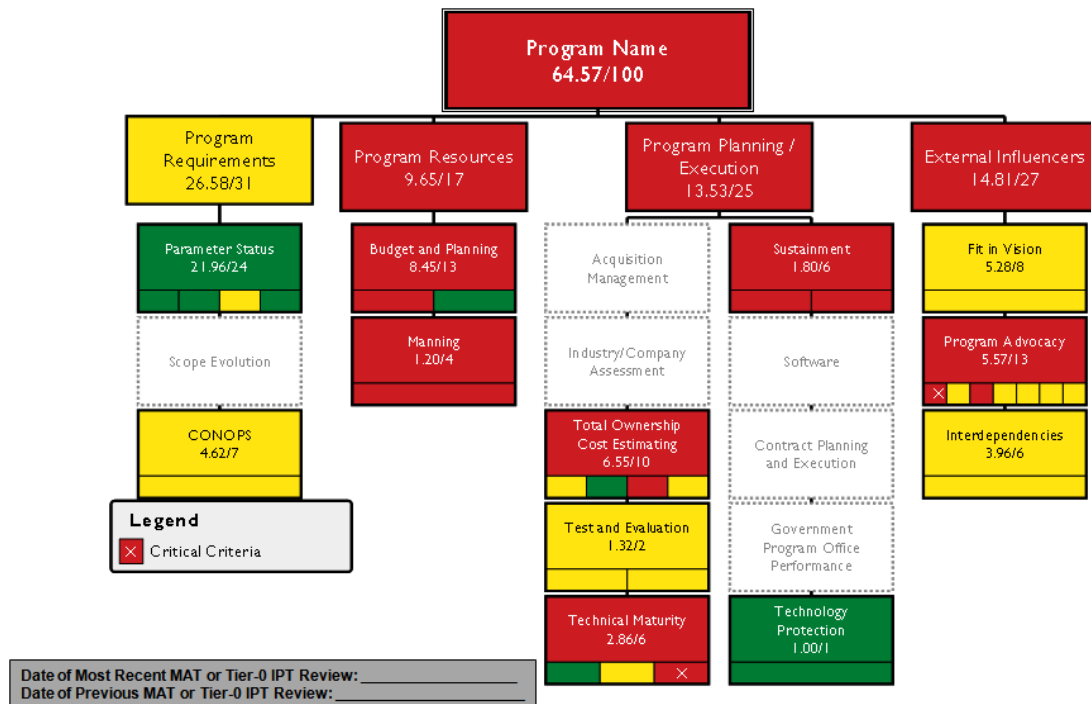 Program Name
64.57/100
Program
Requirements
26.58/31
Program Resources
9.65/17
Program Planning /
Execution
13.53/25
External Influencers
14.81/27
Parameter Status
21.96/24
Scope Evolution
CONOPS
4.62/7
Budget and Planning
8.45/13
Manning
1.20/4
Acquisition
Management
Industry/Company
Assessment
Total Ownership
Cost Estimating
6.55/10
Test and Evaluation
1.32/2
Technical Maturity
2.86/6
Sustainment
1.80/6
Software
Contract Planning
and Execution
Government
Program Office
Performance
Technology
Protection
1.00/1
Fit in Vision
5.28/8
Program Advocacy
5.57/13
Interdependencies
3.96/6
Legend
Critical Criteria
Date of Most Recent MAT or Tier-0 IPT Review: ____________________
Date of Previous MAT or Tier-0 IPT Review: ________________________